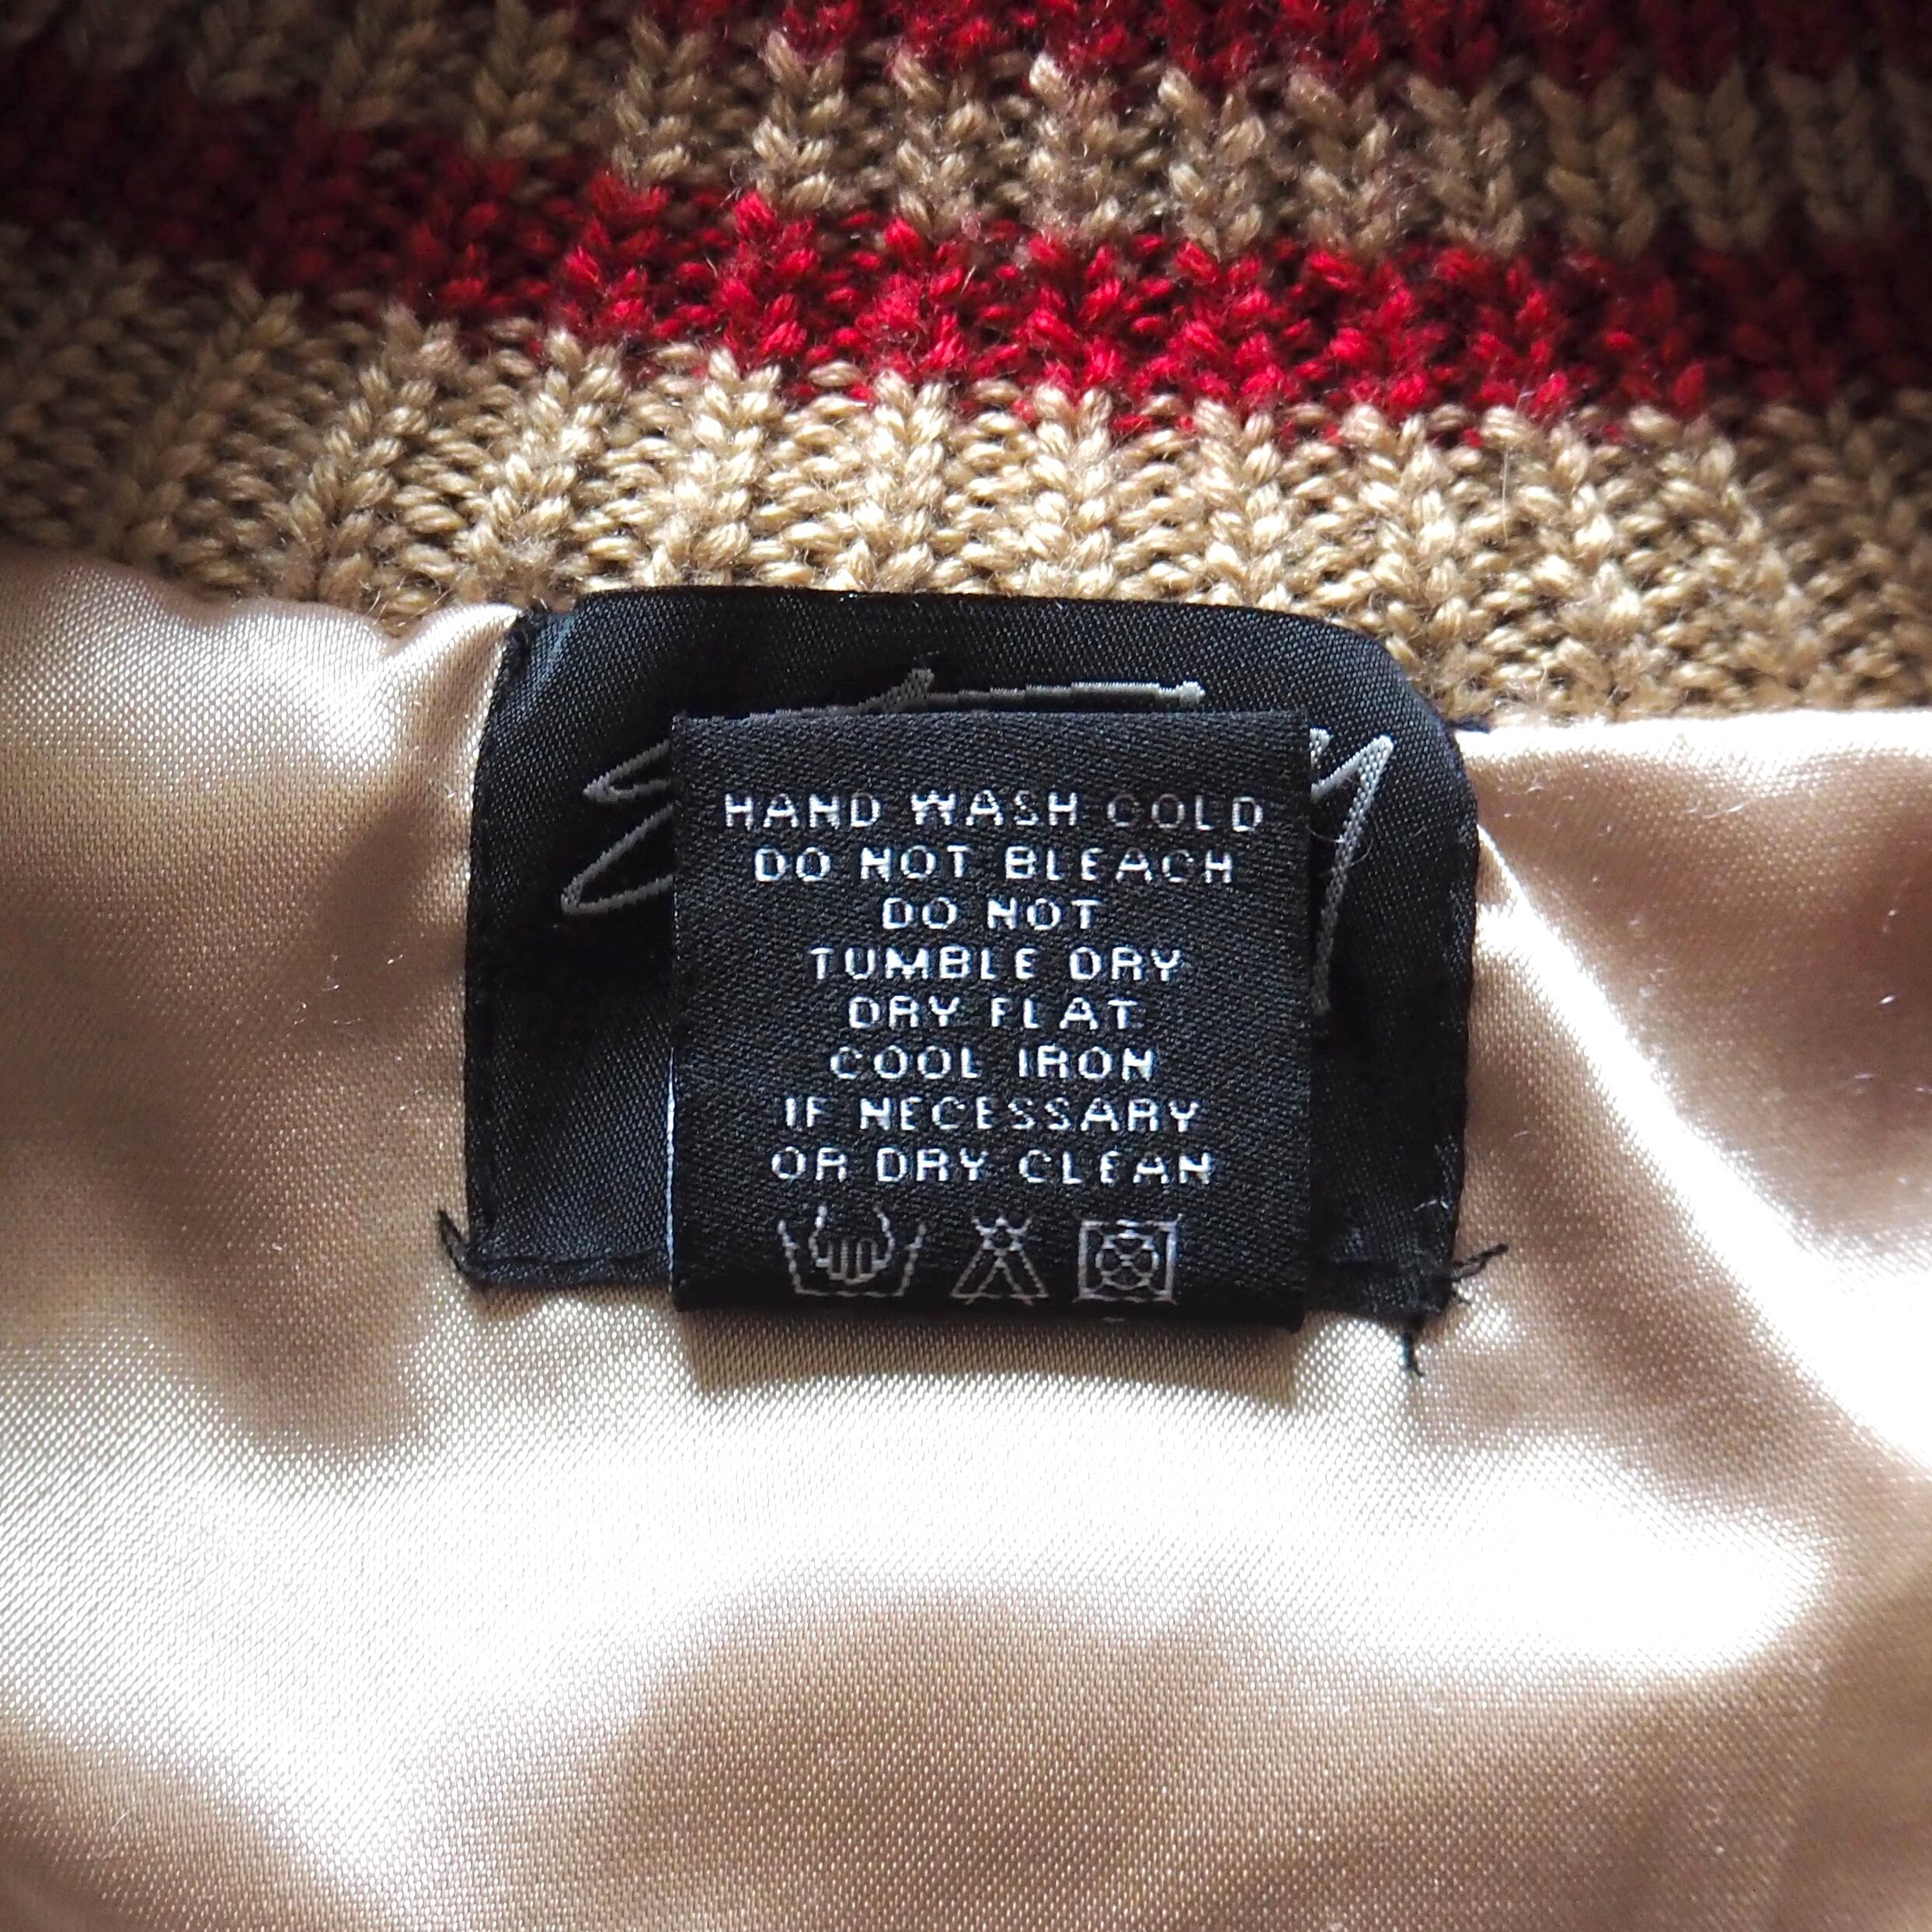 HAND WASH COLD
DO NOT BLEACH
DO NOT
TUMBLE DRY
DRY FLAT
COOL IRON
IF NECESSARY
OR DRY CLEAN